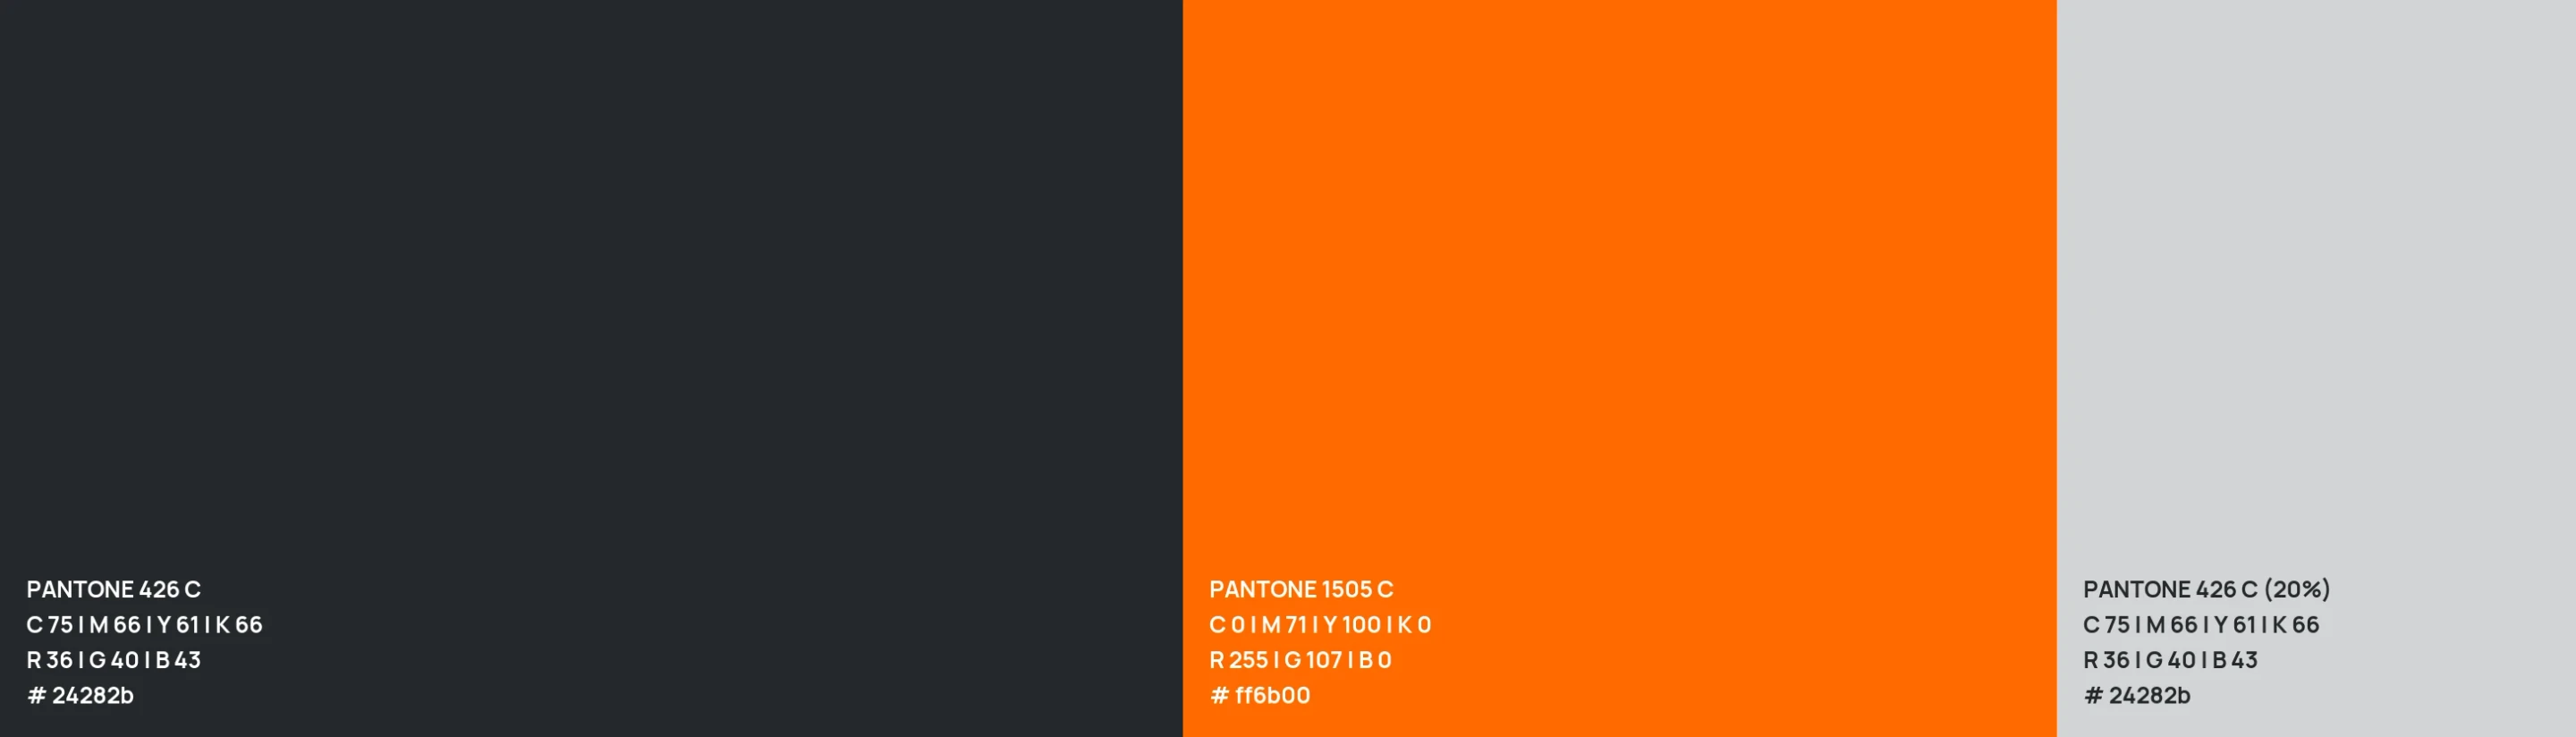 PANTONE 426 C
C 75 | M 66 | Y 61 | K 66
R 36 | G 40 | B 43
# 24282b
PANTONE 1505 C
C 0 | M 71 | Y 100 | K 0
R 255 | G 107 | B 0
# ff6b00
PANTONE 426 C (20%)
C 75 | M 66 | Y 61 | K 66
R 36 | G 40 | B 43
# 24282b